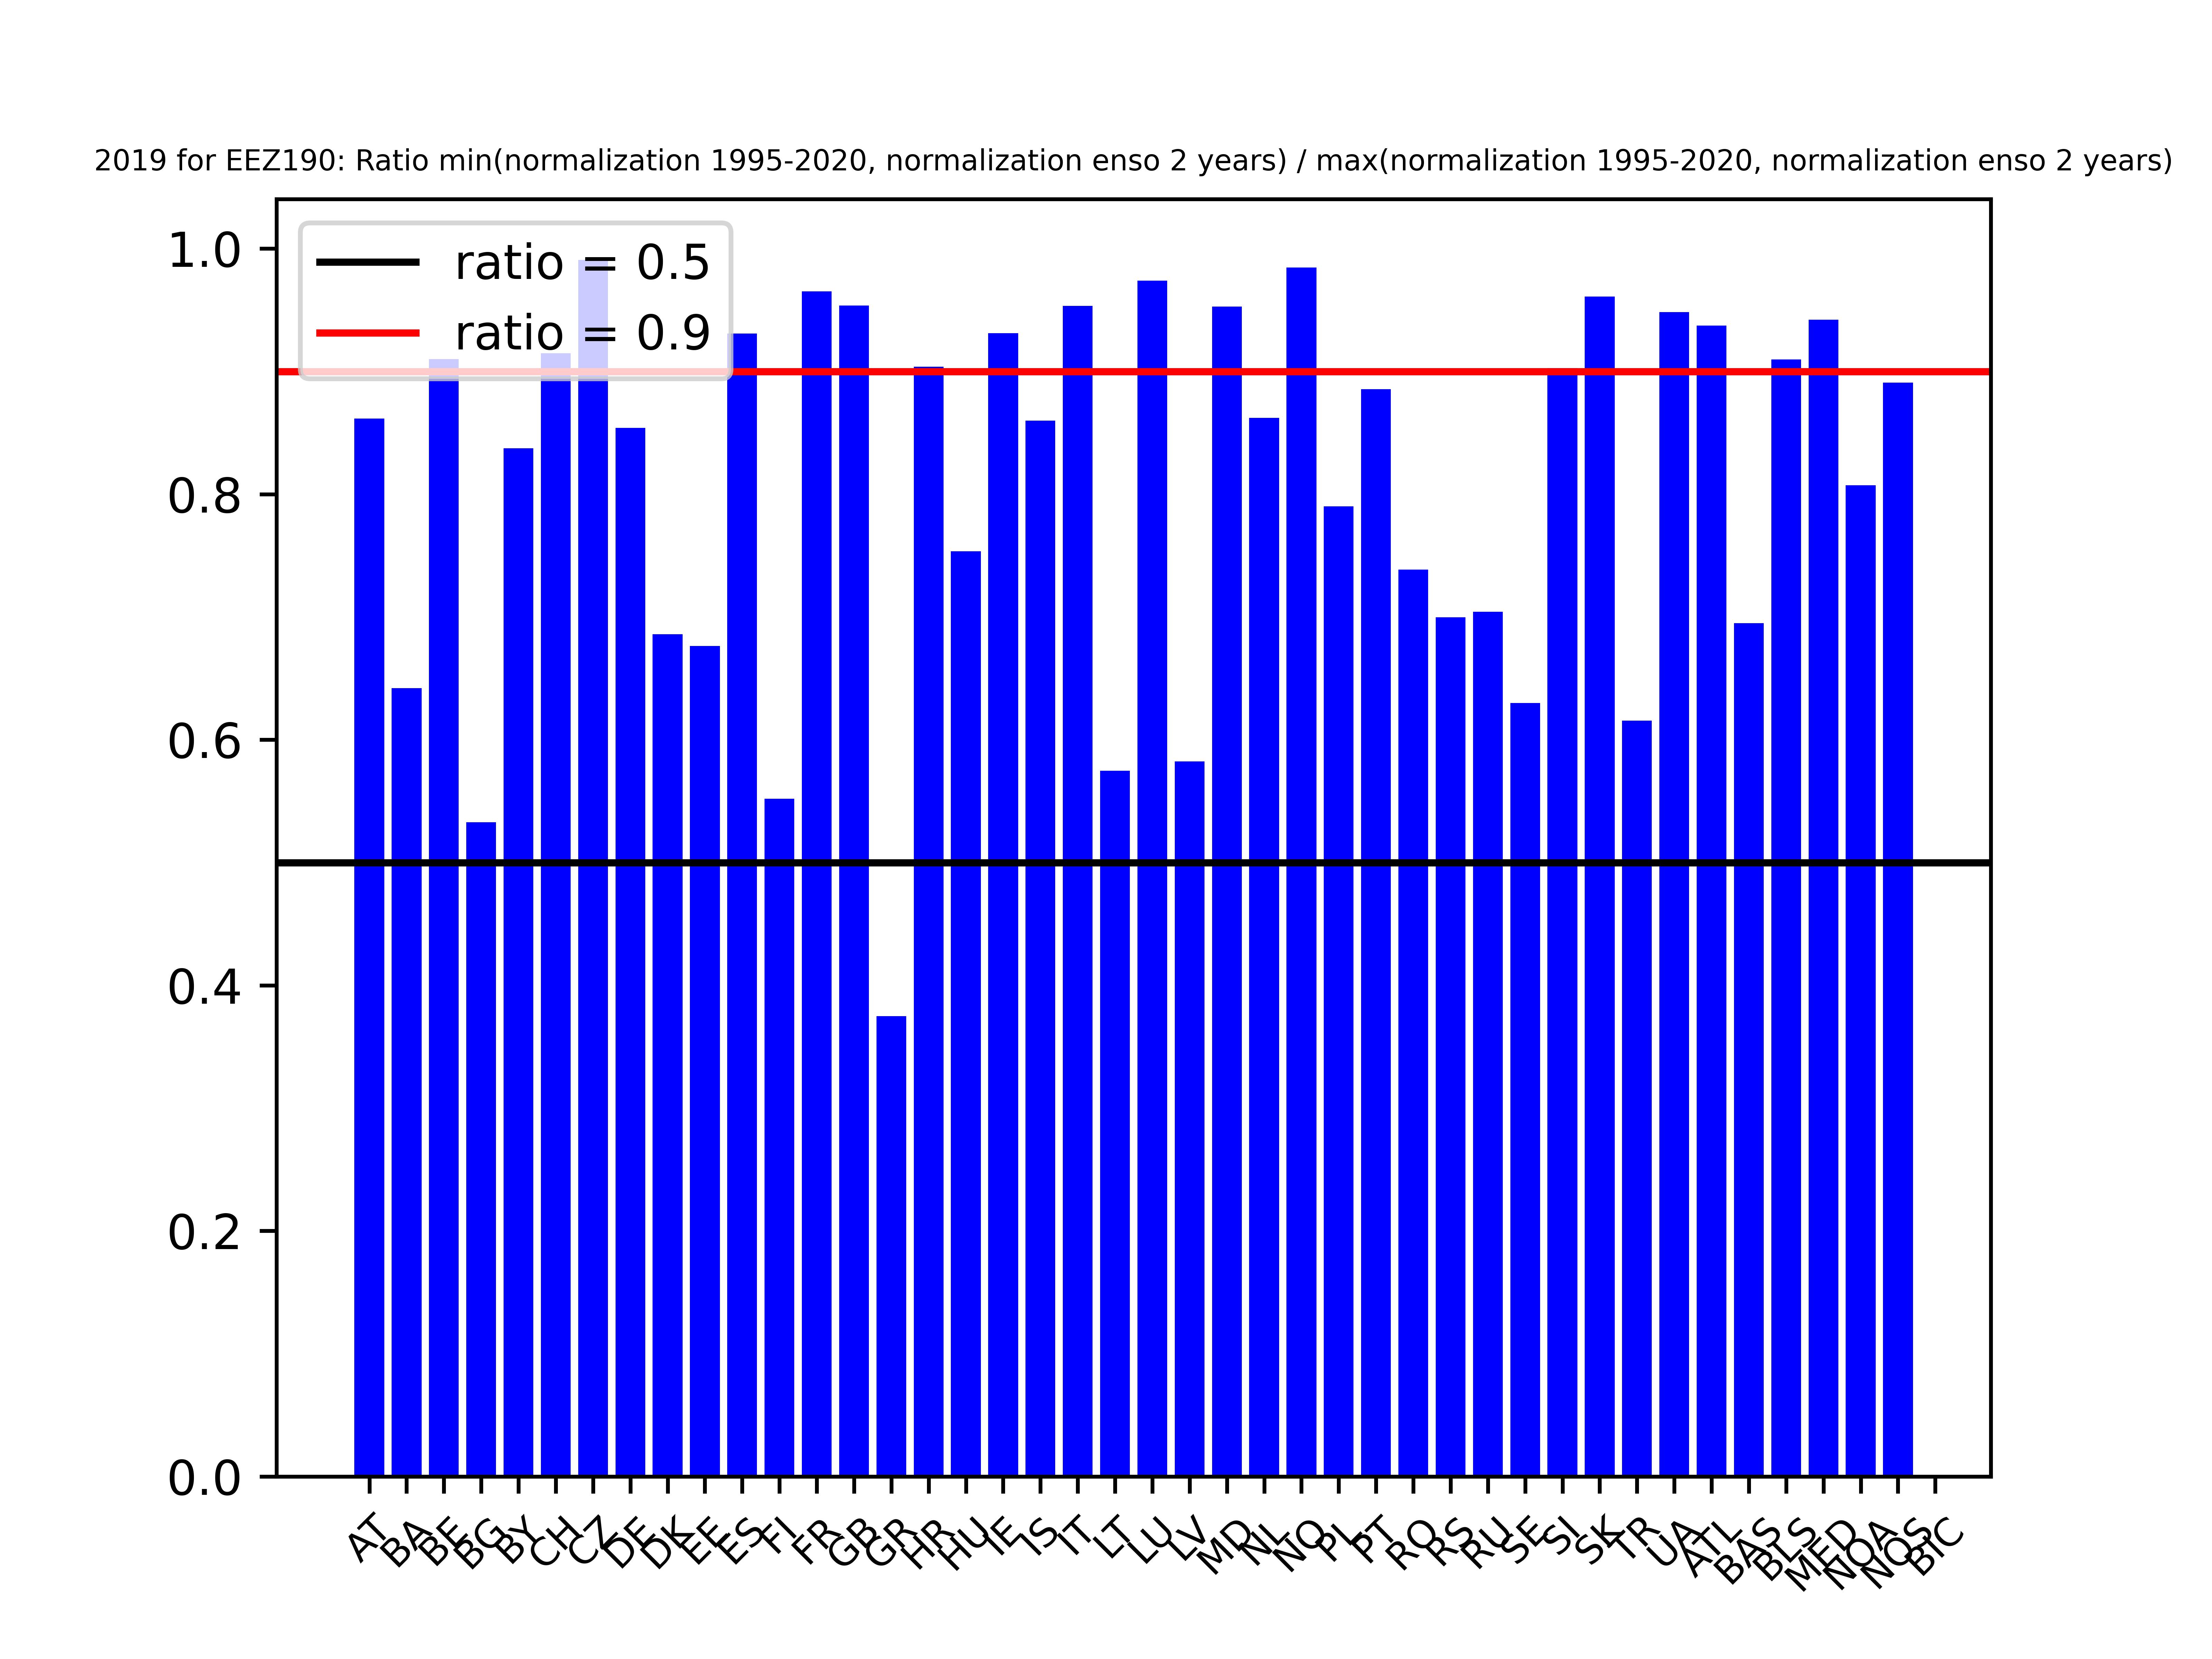 2019 for EEZ190: Ratio min(normalization 1995-2020, normalization enso 2 years) / max(normalization 1995-2020, normalization enso 2 years)
ratio = 0.5
ratio = 0.9
1.0
0.8
0.6
0.4
0.2
0.0
AT BA BE BG BY CH CZ DE DK EE ES FI FR GB GR HR HU IE IS IT LT LU LV MD NL NO PL PT RO RS RU SE SI SK TR UA ATL BAS BLS MED NOA NOS BIC